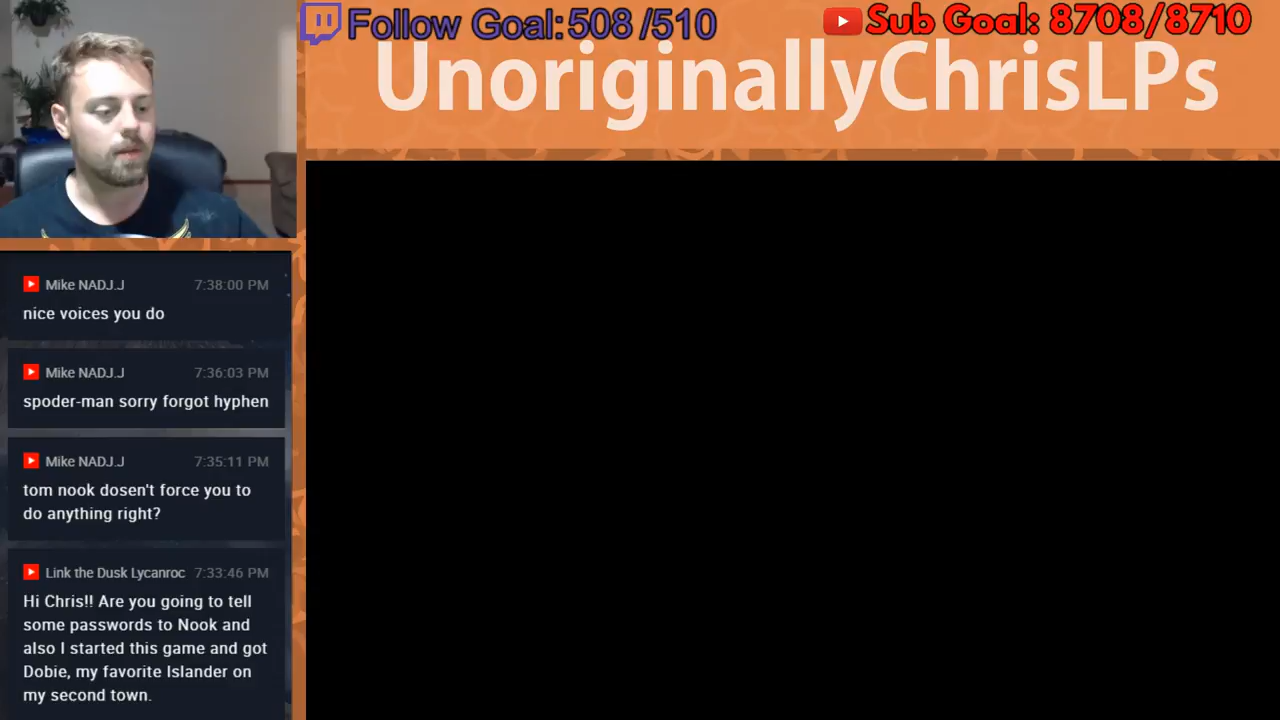 Follow Goal: 508 /510
Sub Goal: 8708/8710
UnoriginallyChrisLPs
Mike NADJ.J 7:38:00 PM
nice voices you do
Mike NADJ.J 7:36:03 PM
spoder-man sorry forgot hyphen
Mike NADJ.J 7:35:11 PM
tom nook dosen't force you to
do anything right?
Link the Dusk Lycanroc 7:33:46 PM
Hi Chris!! Are you going to tell
some passwords to Nook and
also I started this game and got
Dobie, my favorite Islander on
my second town.